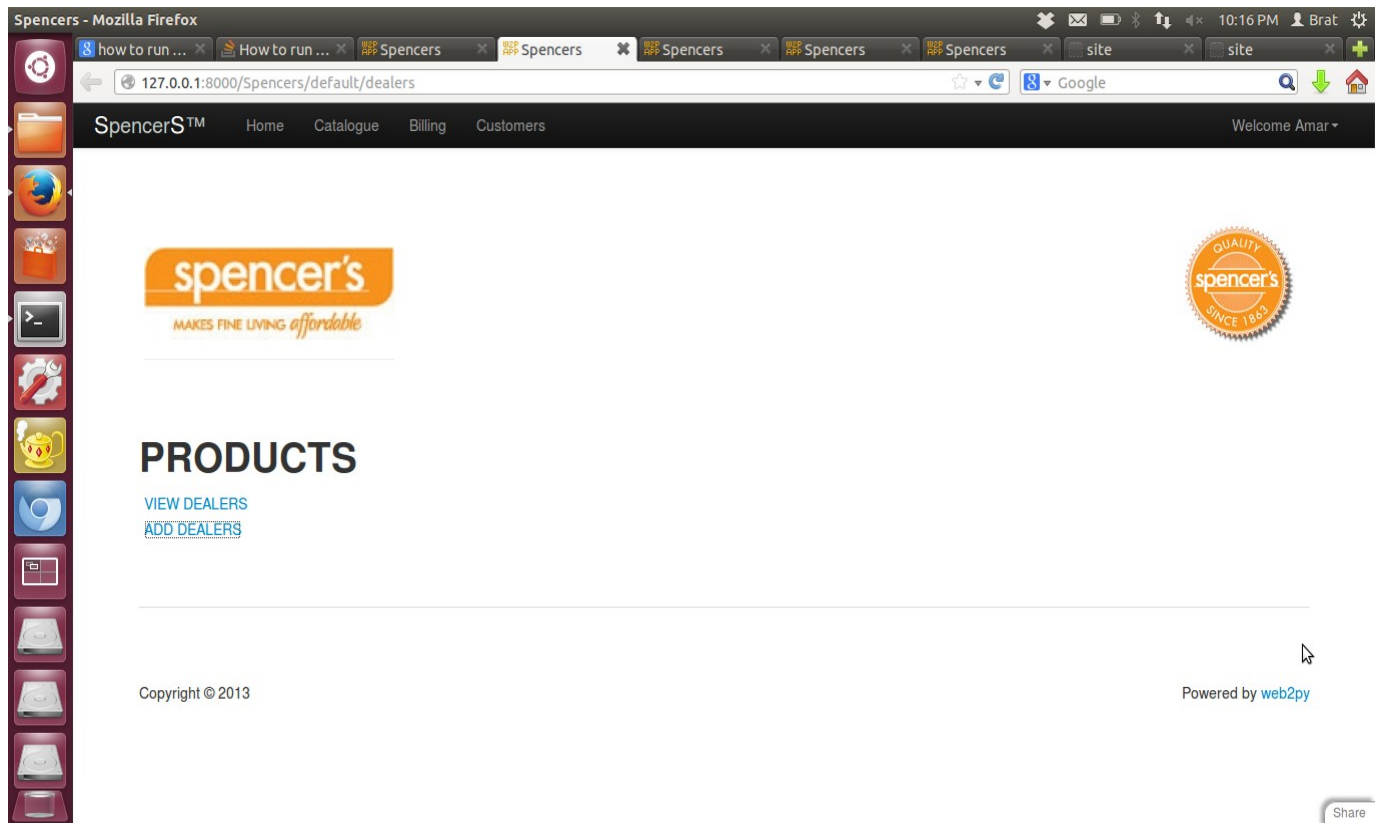 Spencers - Mozilla Firefox
10:16 PM Brat
how to run ...
How to run ...
Spencers
Spencers
Spencers
Spencers
Spencers
site
site
127.0.0.1:8000/Spencers/default/dealers
Google
SpencerS™ Home Catalogue Billing Customers Welcome Amar
spencer's
MAKES FINE LIVING affordable
QUALITY
spencer's
SINCE 1863
PRODUCTS
VIEW DEALERS
ADD DEALERS
Copyright © 2013
Powered by web2py
Share